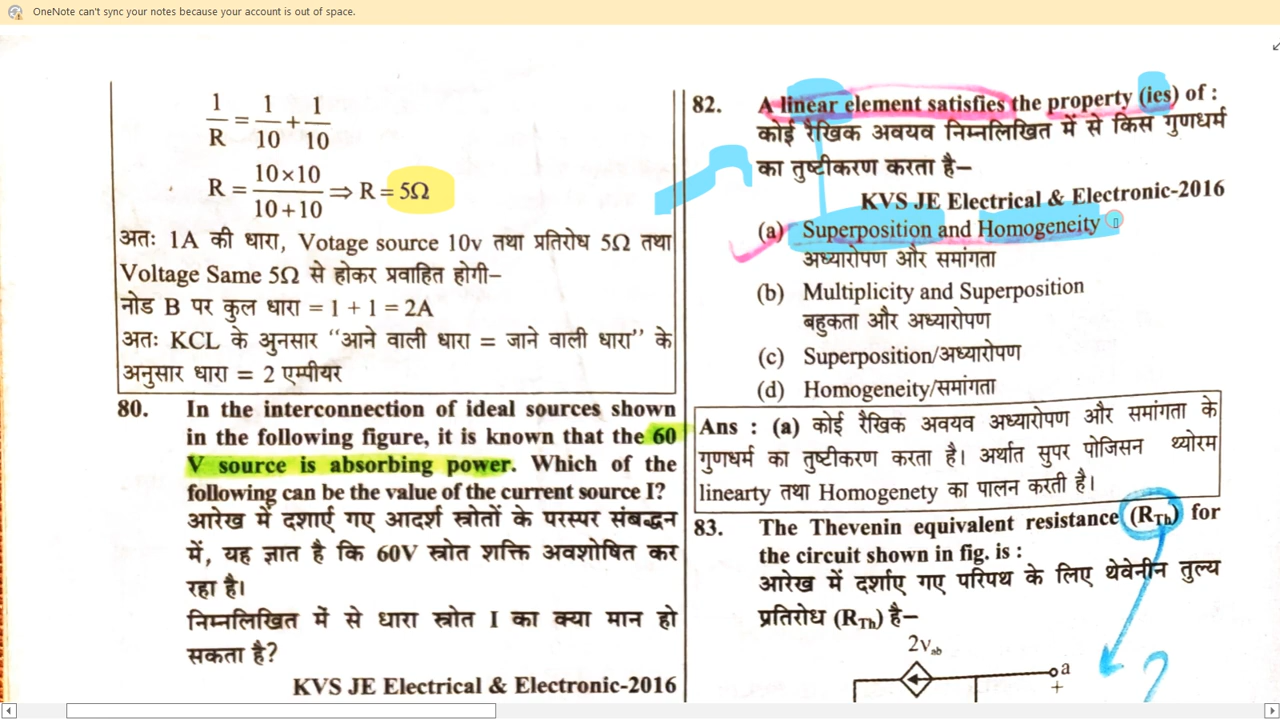 OneNote can't sync your notes because your account is out of space.
1/R = 1/10 + 1/10
R = 10×10/10+10 ⇒ R = 5Ω
अतः 1A की धारा, Votage source 10v तथा प्रतिरोध 5Ω तथा
Voltage Same 5Ω से होकर प्रवाहित होगी–
नोड B पर कुल धारा = 1 + 1 = 2A
अतः KCL के अुनसार “आने वाली धारा = जाने वाली धारा” के
अनुसार धारा = 2 एम्पीयर
80. In the interconnection of ideal sources shown
in the following figure, it is known that the 60
V source is absorbing power. Which of the
following can be the value of the current source I?
आरेख में दर्शाए गए आदर्श स्रोतों के परस्पर संबद्धन
में, यह ज्ञात है कि 60V स्रोत शक्ति अवशोषित कर
रहा है।
निम्नलिखित में से धारा स्रोत I का क्या मान हो
सकता है?
KVS JE Electrical & Electronic-2016
82. A linear element satisfies the property (ies) of :
कोई रैखिक अवयव निम्नलिखित में से किस गुणधर्म
का तुष्टीकरण करता है–
KVS JE Electrical & Electronic-2016
(a) Superposition and Homogeneity
अध्यारोपण और समांगता
(b) Multiplicity and Superposition
बहुकता और अध्यारोपण
(c) Superposition/अध्यारोपण
(d) Homogeneity/समांगता
Ans : (a) कोई रैखिक अवयव अध्यारोपण और समांगता के
गुणधर्म का तुष्टीकरण करता है। अर्थात सुपर पोजिसन थ्योरम
linearty तथा Homogenety का पालन करती है।
83. The Thevenin equivalent resistance (R_Th) for
the circuit shown in fig. is :
आरेख में दर्शाए गए परिपथ के लिए थेवेनीन तुल्य
प्रतिरोध (R_Th) है–
2v_ab
a
+
?